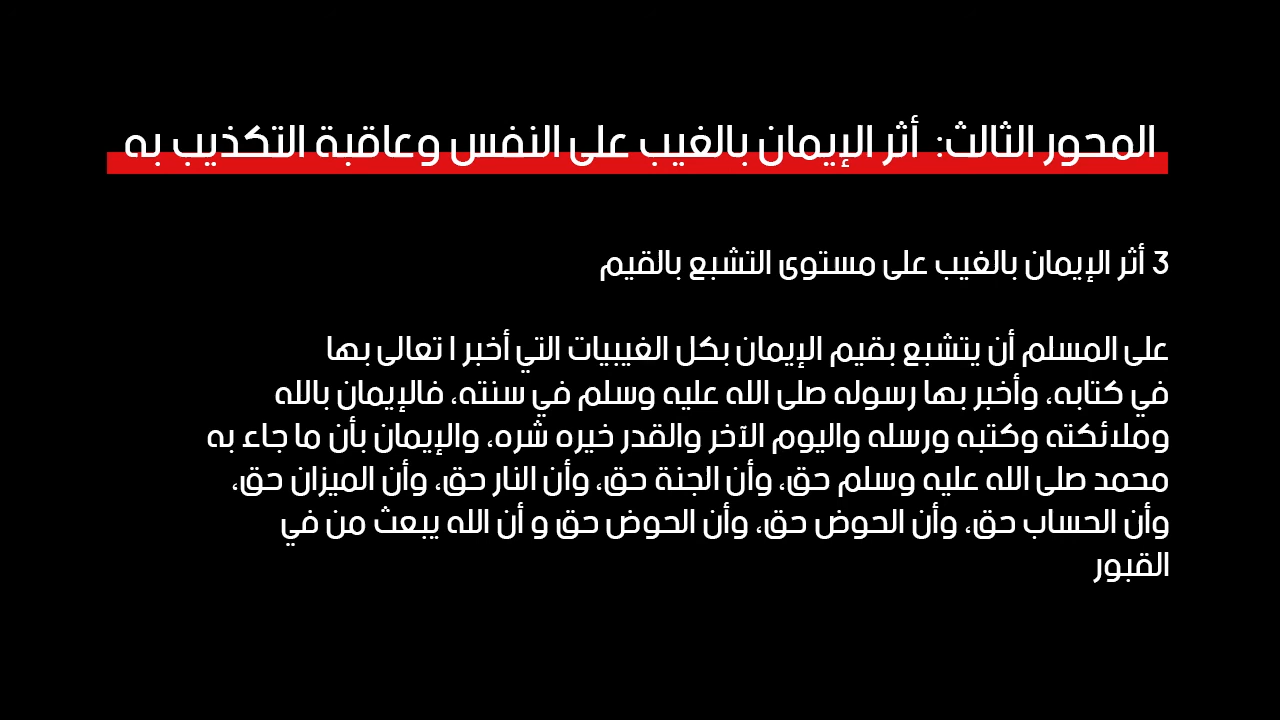 المحور الثالث: أثر الإيمان بالغيب على النفس وعاقبة التكذيب به
3 أثر الإيمان بالغيب على مستوى التشبع بالقيم
على المسلم أن يتشبع بقيم الإيمان بكل الغيبيات التي أخبر ا تعالى بها
في كتابه، وأخبر بها رسوله صلى الله عليه وسلم في سنته، فالإيمان بالله
وملائكته وكتبه ورسله واليوم الآخر والقدر خيره شره، والإيمان بأن ما جاء به
محمد صلى الله عليه وسلم حق، وأن الجنة حق، وأن النار حق، وأن الميزان حق،
وأن الحساب حق، وأن الحوض حق، وأن الحوض حق و أن الله يبعث من في
القبور